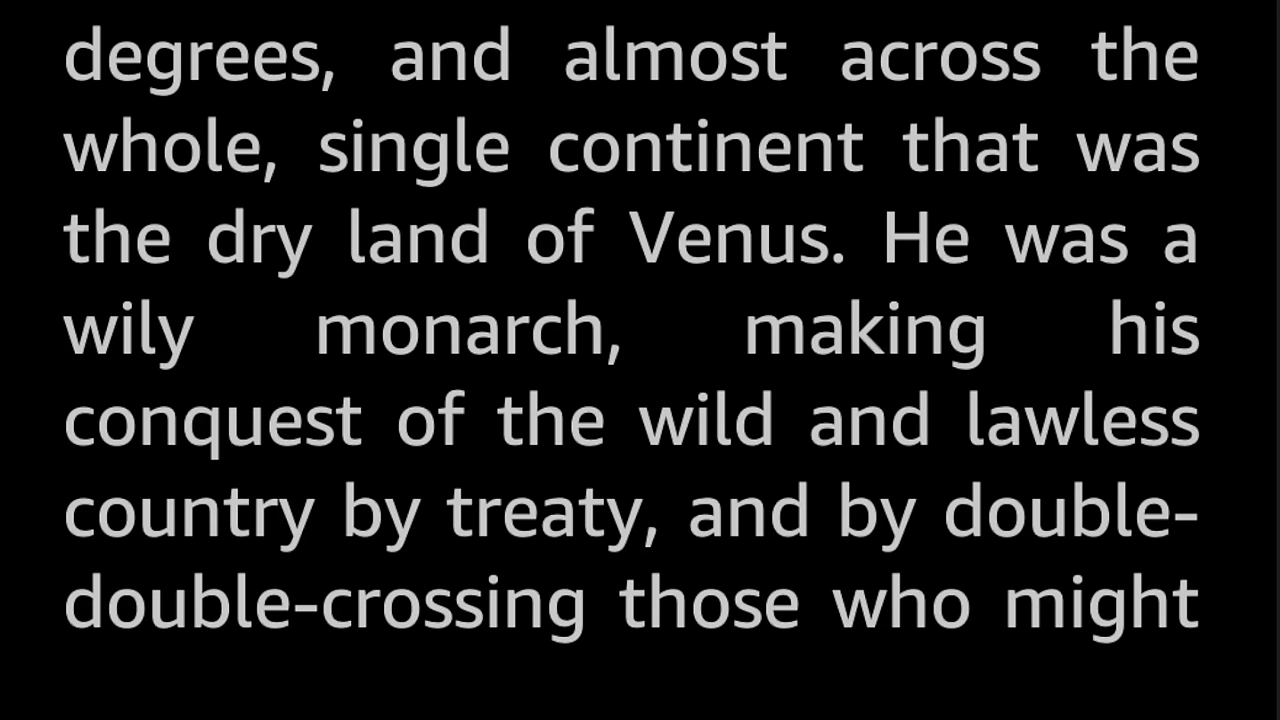 degrees, and almost across the
whole, single continent that was
the dry land of Venus. He was a
wily monarch, making his
conquest of the wild and lawless
country by treaty, and by double-
double-crossing those who might